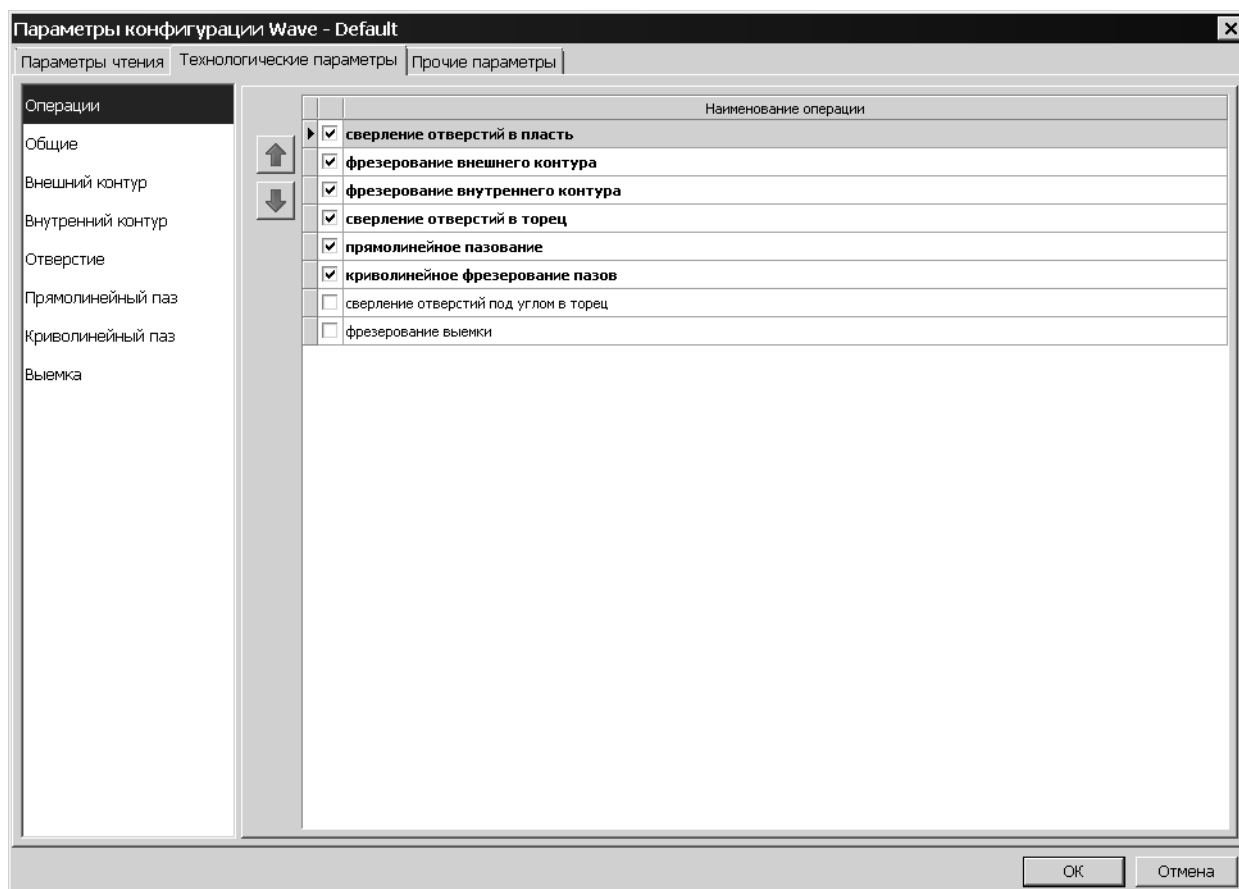 Параметры конфигурации Wave - Default
Параметры чтения Технологические параметры Прочие параметры
Операции
Общие
Внешний контур
Внутренний контур
Отверстие
Прямолинейный паз
Криволинейный паз
Выемка
Наименование операции
сверление отверстий в пласть
фрезерование внешнего контура
фрезерование внутреннего контура
сверление отверстий в торец
прямолинейное пазование
криволинейное фрезерование пазов
сверление отверстий под углом в торец
фрезерование выемки
ОК Отмена